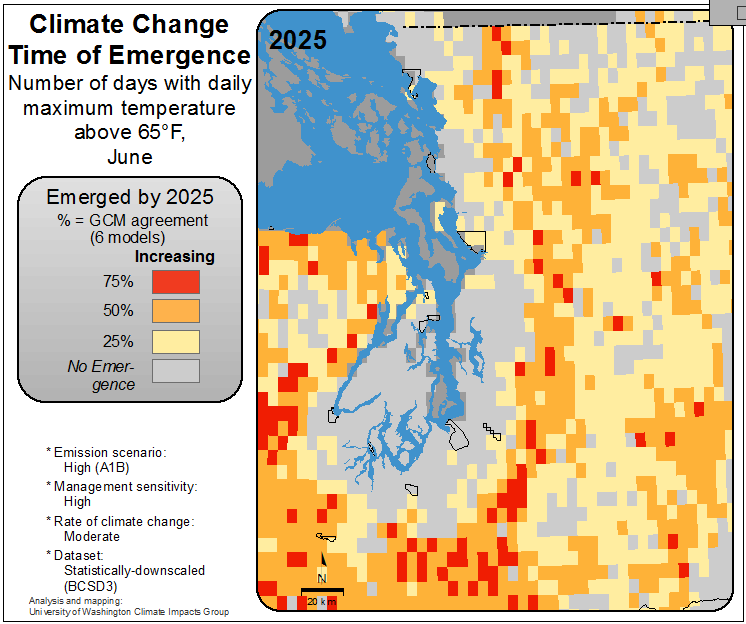 Climate Change
Time of Emergence
Number of days with daily
maximum temperature
above 65°F,
June
2025
Emerged by 2025
% = GCM agreement
(6 models)
Increasing
75%
50%
25%
No Emer-
gence
* Emission scenario:
High (A1B)
* Management sensitivity:
High
* Rate of climate change:
Moderate
* Dataset:
Statistically-downscaled
(BCSD3)
Analysis and mapping:
University of Washington Climate Impacts Group
N
20 km